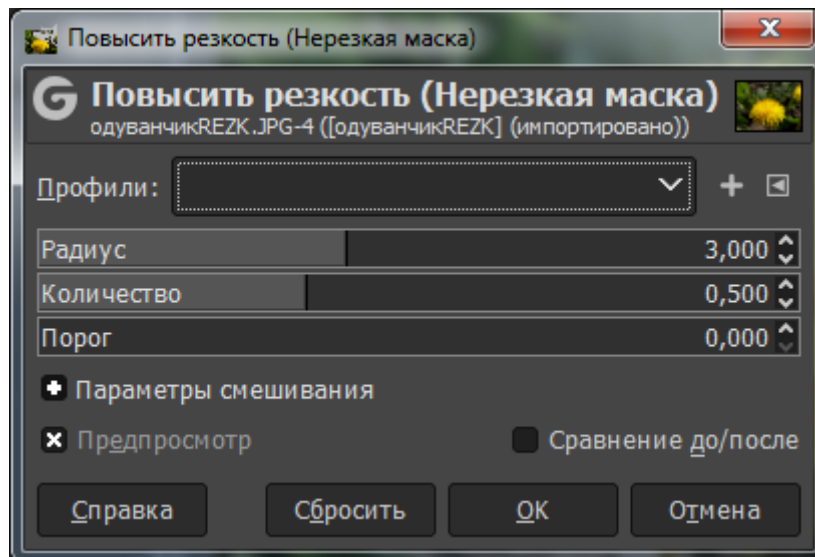 Повысить резкость (Нерезкая маска)
Повысить резкость (Нерезкая маска)
одуванчикREZK.JPG-4 ([одуванчикREZK] (импортировано))
Профили:
Радиус 3,000
Количество 0,500
Порог 0,000
Параметры смешивания
Предпросмотр Сравнение до/после
Справка Сбросить OK Отмена